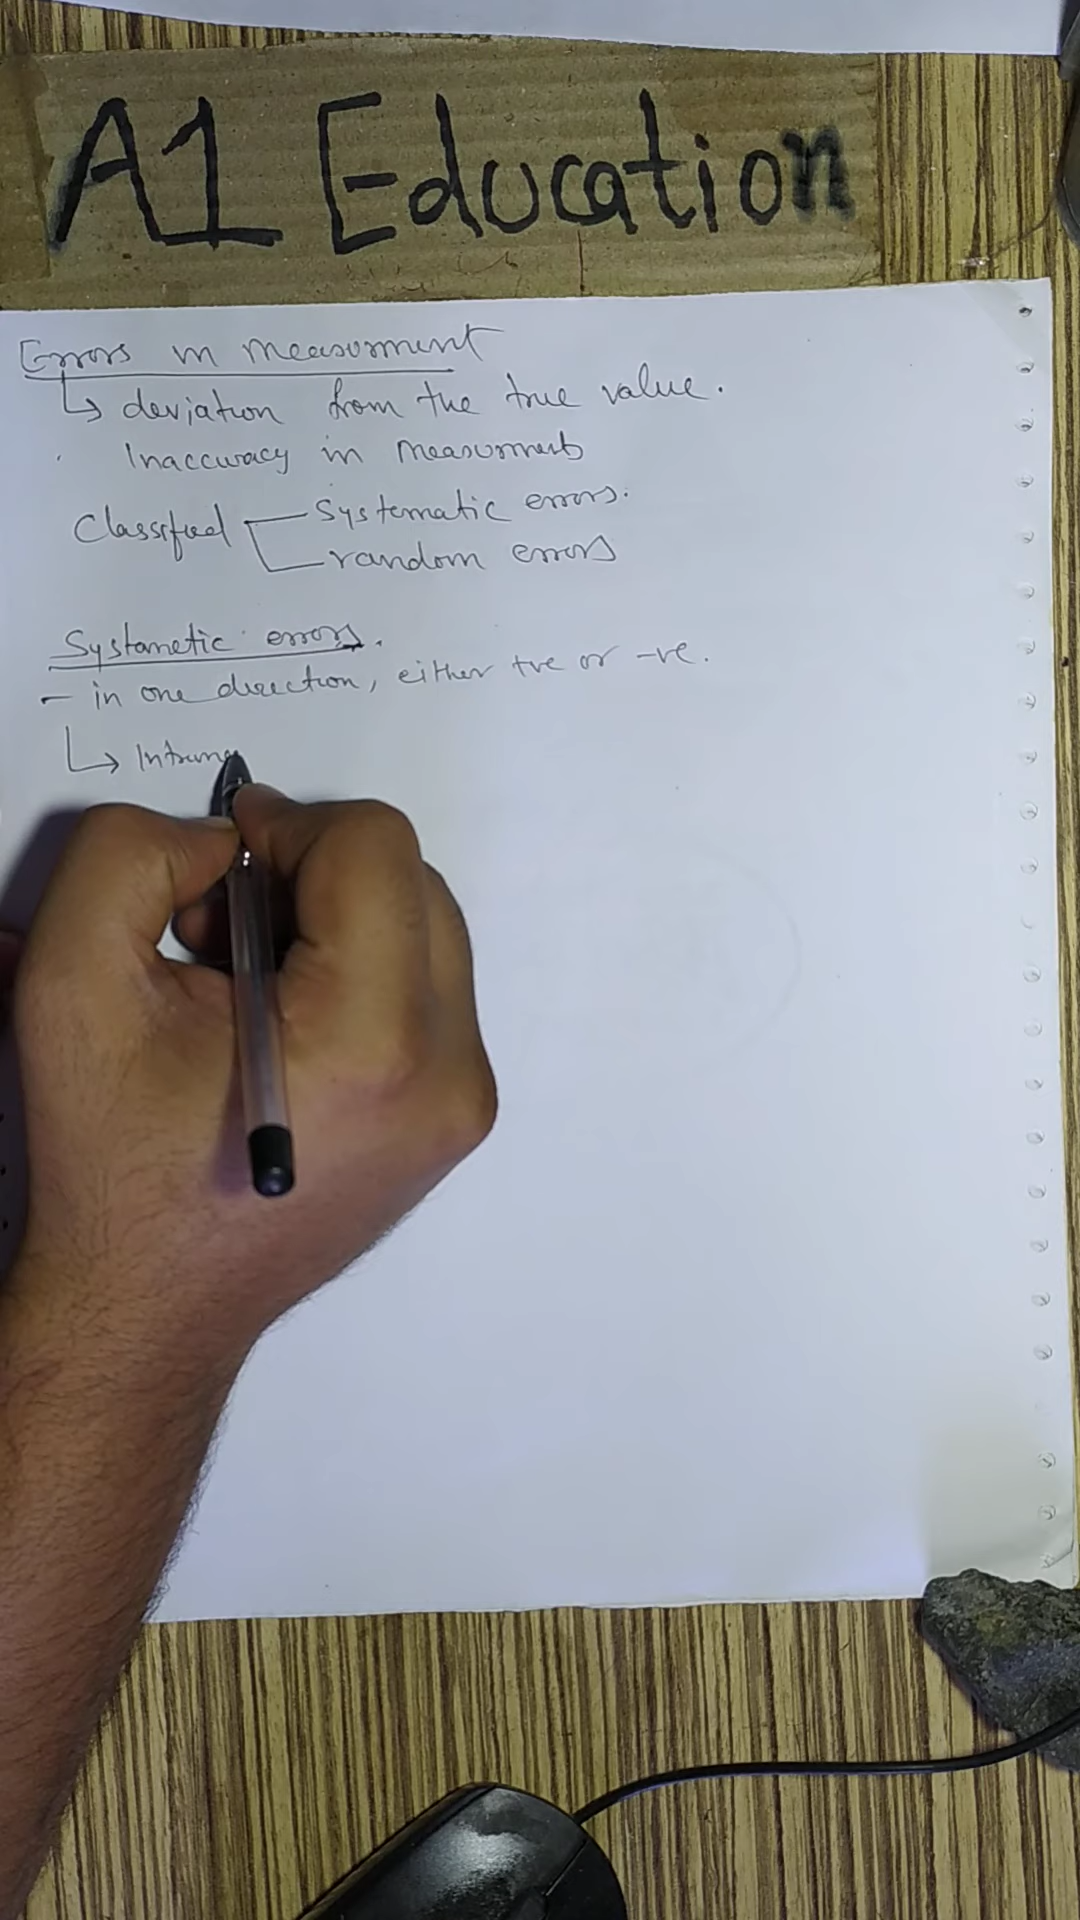 A1 Education
Errors in measurment
↳ deviation from the true value.
Inaccuracy in measurments
Classified systematic errors.
random errors
Systametic errors.
- in one direction, either +ve or -ve.
↳